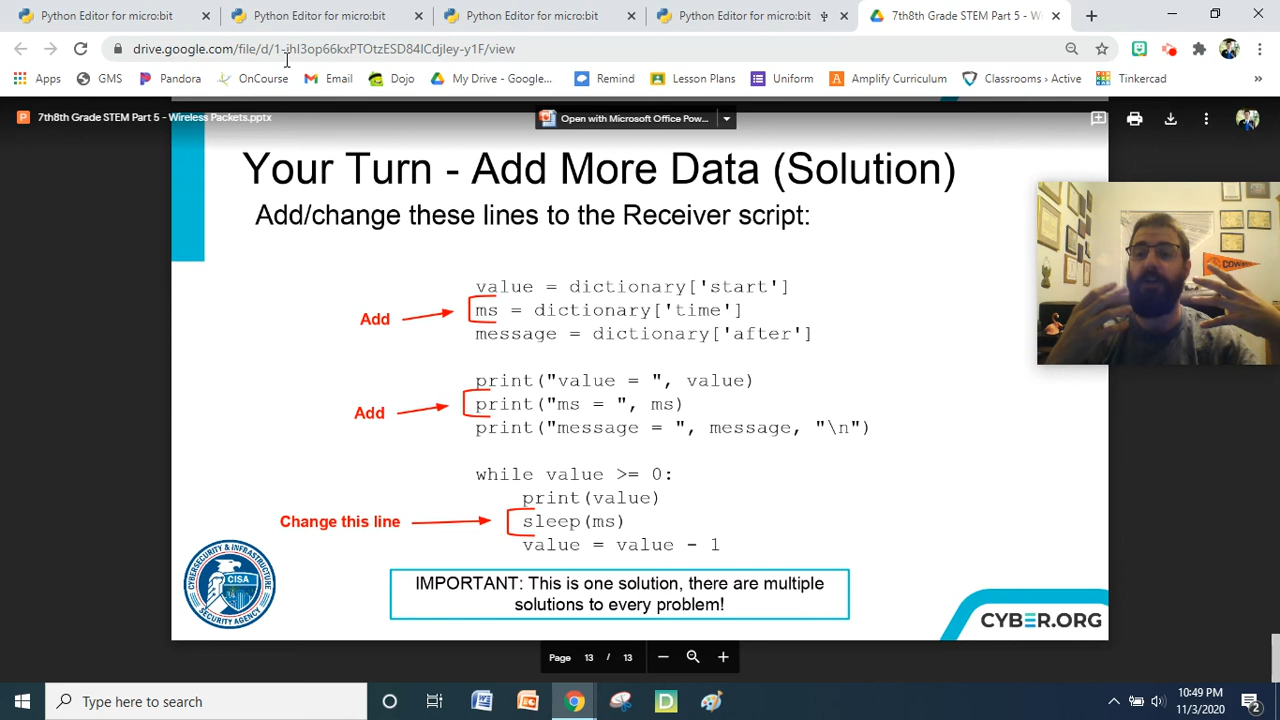 Python Editor for micro:bit
Python Editor for micro:bit
Python Editor for micro:bit
Python Editor for micro:bit
7th8th Grade STEM Part 5 - Wirel
drive.google.com/file/d/1-ihI3op66kxPTOtzESD84ICdjIey-y1F/view
Apps
GMS
Pandora
OnCourse
Email
Dojo
My Drive - Google...
Remind
Lesson Plans
Uniform
Amplify Curriculum
Classrooms › Active
Tinkercad
»
7th8th Grade STEM Part 5 - Wireless Packets.pptx
Open with Microsoft Office Pow...
Your Turn - Add More Data (Solution)
Add/change these lines to the Receiver script:
value = dictionary['start']
Add
ms = dictionary['time']
message = dictionary['after']
print("value = ", value)
Add
print("ms = ", ms)
print("message = ", message, "\n")
while value >= 0:
print(value)
Change this line
sleep(ms)
value = value - 1
IMPORTANT: This is one solution, there are multiple
solutions to every problem!
CYBERSECURITY & INFRASTRUCTURE
CISA
SECURITY AGENCY
CYBER.ORG
Page 13 / 13
Type here to search
10:49 PM
11/3/2020
2